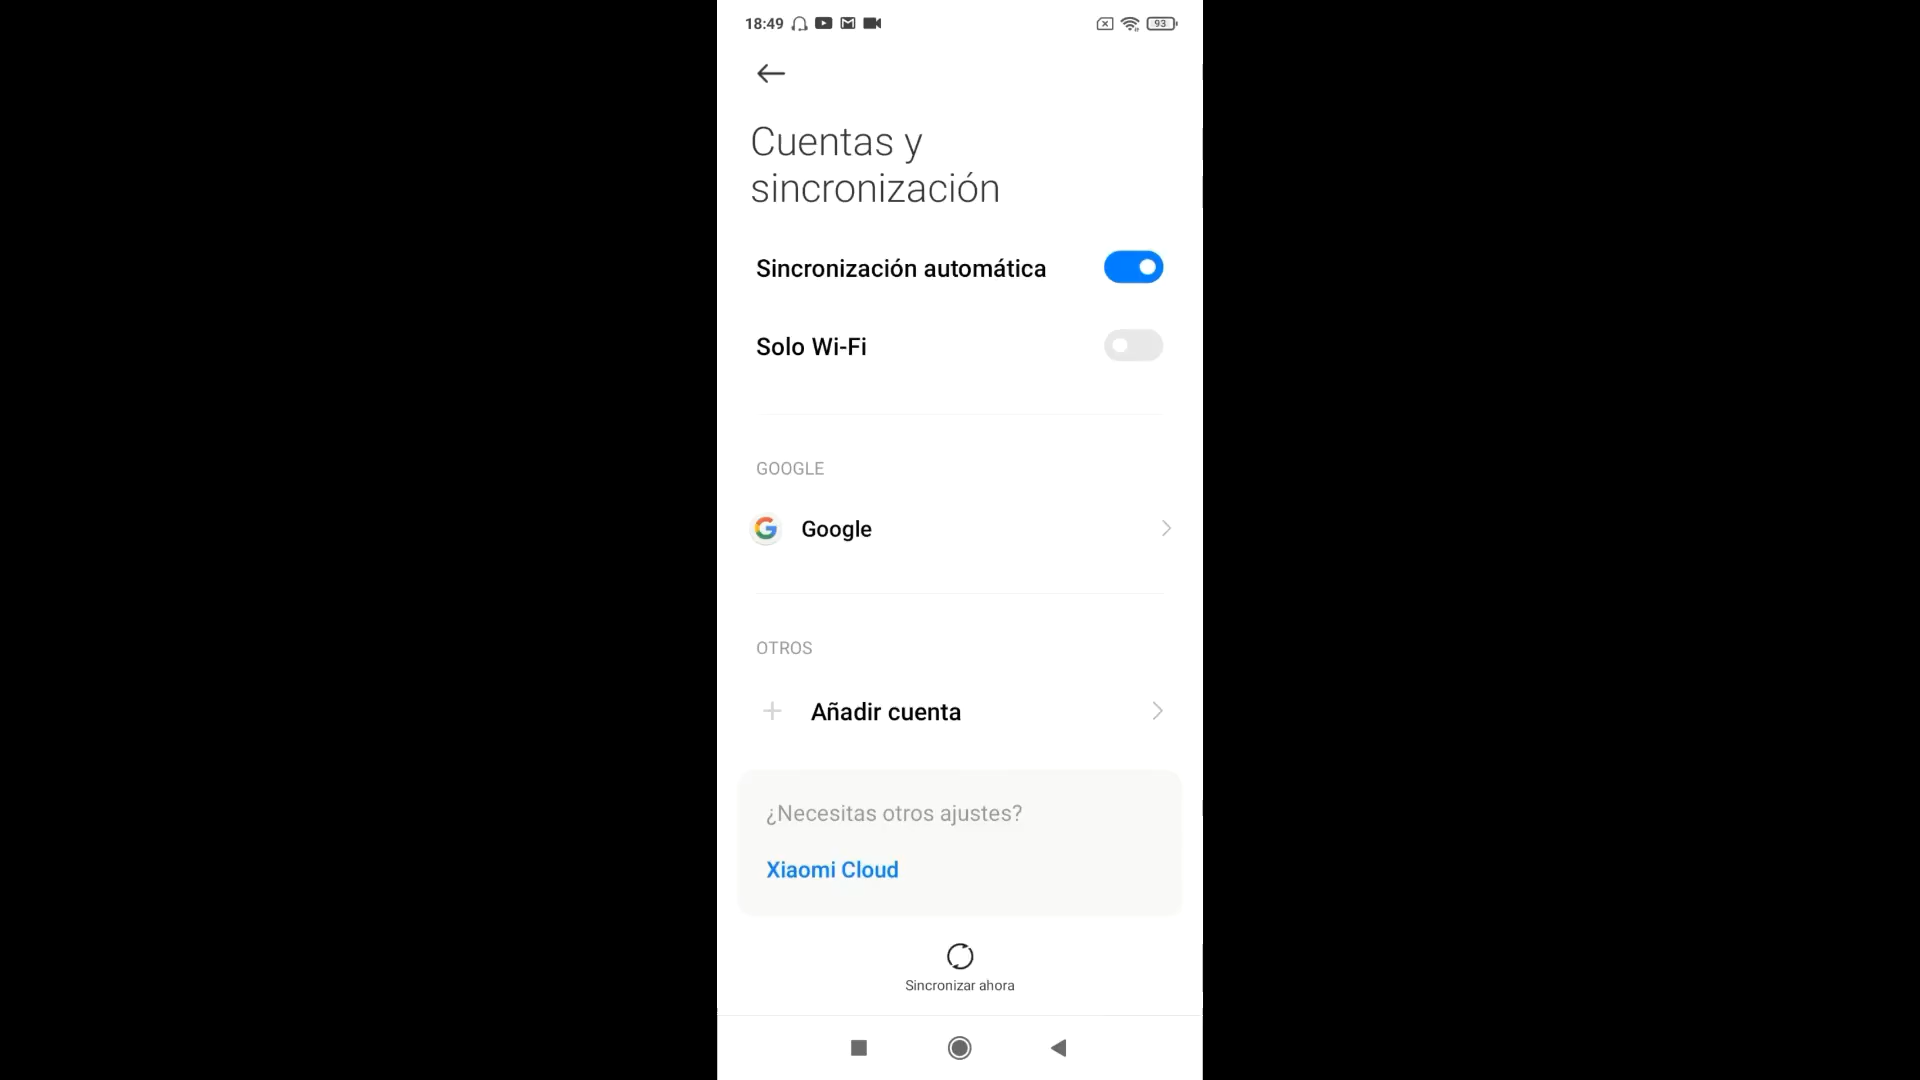 18:49
93
Cuentas y
sincronización
Sincronización automática
Solo Wi-Fi
GOOGLE
Google
OTROS
Añadir cuenta
¿Necesitas otros ajustes?
Xiaomi Cloud
Sincronizar ahora